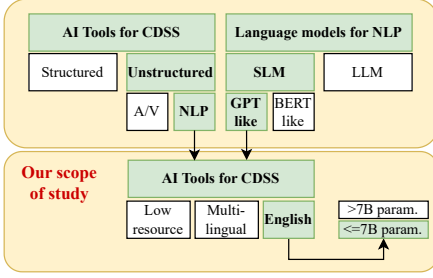 AI Tools for CDSS
Language models for NLP
Structured
Unstructured
SLM
LLM
A/V
NLP
GPT
like
BERT
like
Our scope
of study
AI Tools for CDSS
Low
resource
Multi-
lingual
English
>7B param.
<=7B param.